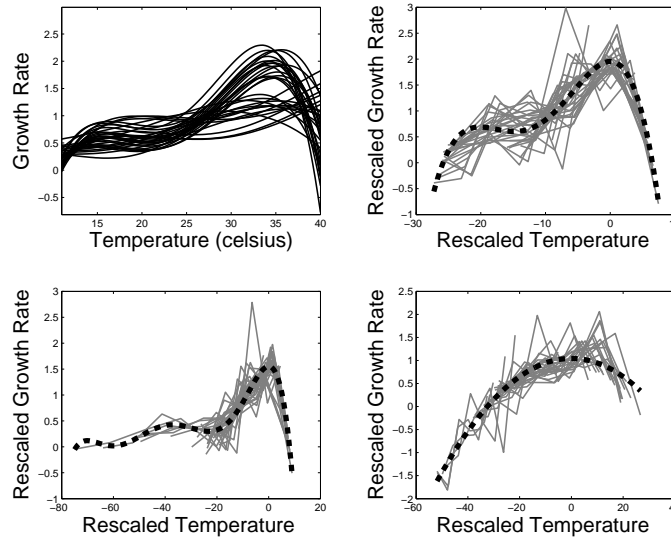 2.5
2
1.5
1
0.5
0
−0.5
Growth Rate
15 20 25 30 35 40
Temperature (celsius)
3
2.5
2
1.5
1
0.5
0
−0.5
−1
Rescaled Growth Rate
−30 −20 −10 0 10
Rescaled Temperature
3
2.5
2
1.5
1
0.5
0
−0.5
−1
Rescaled Growth Rate
−80 −60 −40 −20 0 20
Rescaled Temperature
2.5
2
1.5
1
0.5
0
−0.5
−1
−1.5
−2
Rescaled Growth Rate
−60 −40 −20 0 20 40
Rescaled Temperature